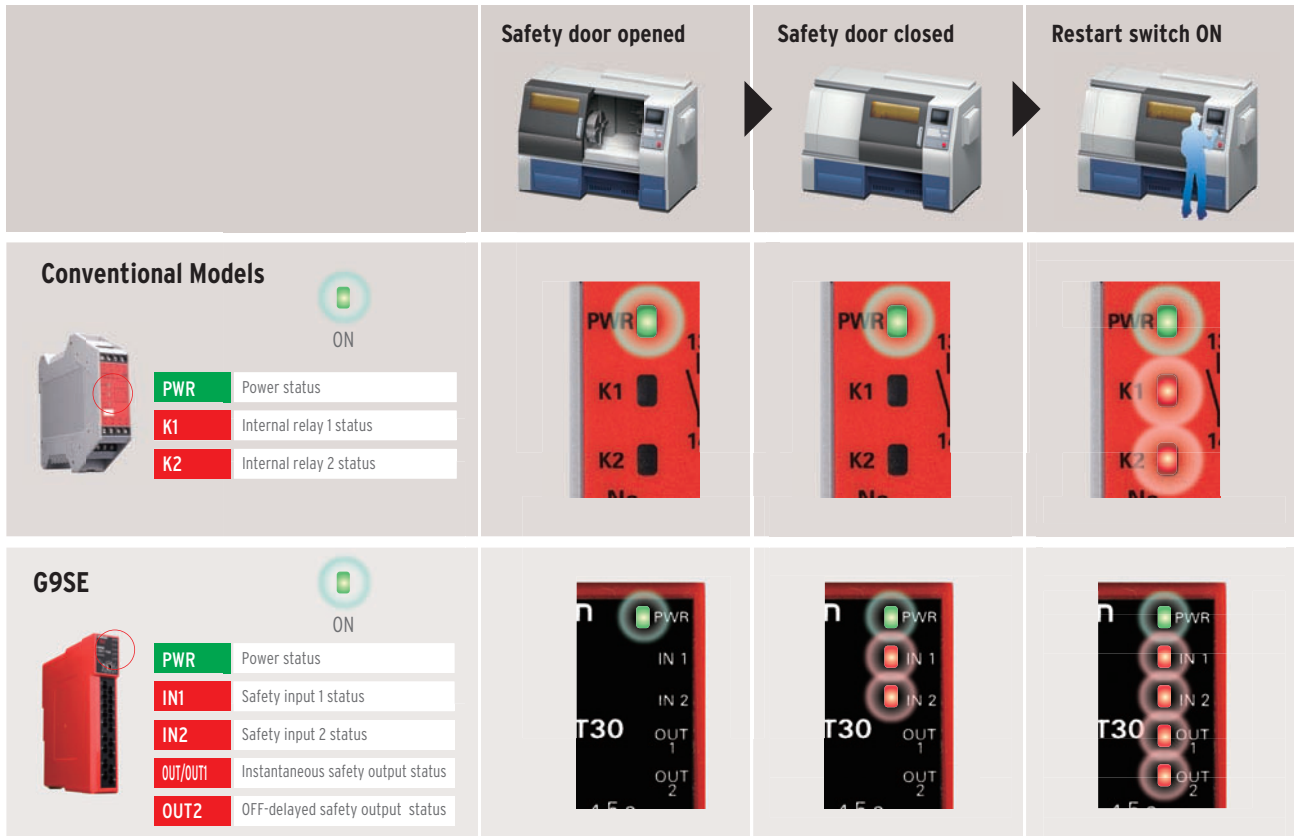 Safety door opened
Safety door closed
Restart switch ON
Conventional Models
ON
PWR Power status
K1 Internal relay 1 status
K2 Internal relay 2 status
PWR
K1
K2
PWR
K1
K2
PWR
K1
K2
G9SE
ON
PWR Power status
IN1 Safety input 1 status
IN2 Safety input 2 status
OUT/OUT1 Instantaneous safety output status
OUT2 OFF-delayed safety output status
n PWR
IN 1
IN 2
T30 OUT
1
OUT
2
n PWR
IN 1
IN 2
T30 OUT
1
OUT
2
n PWR
IN 1
IN 2
T30 OUT
1
OUT
2